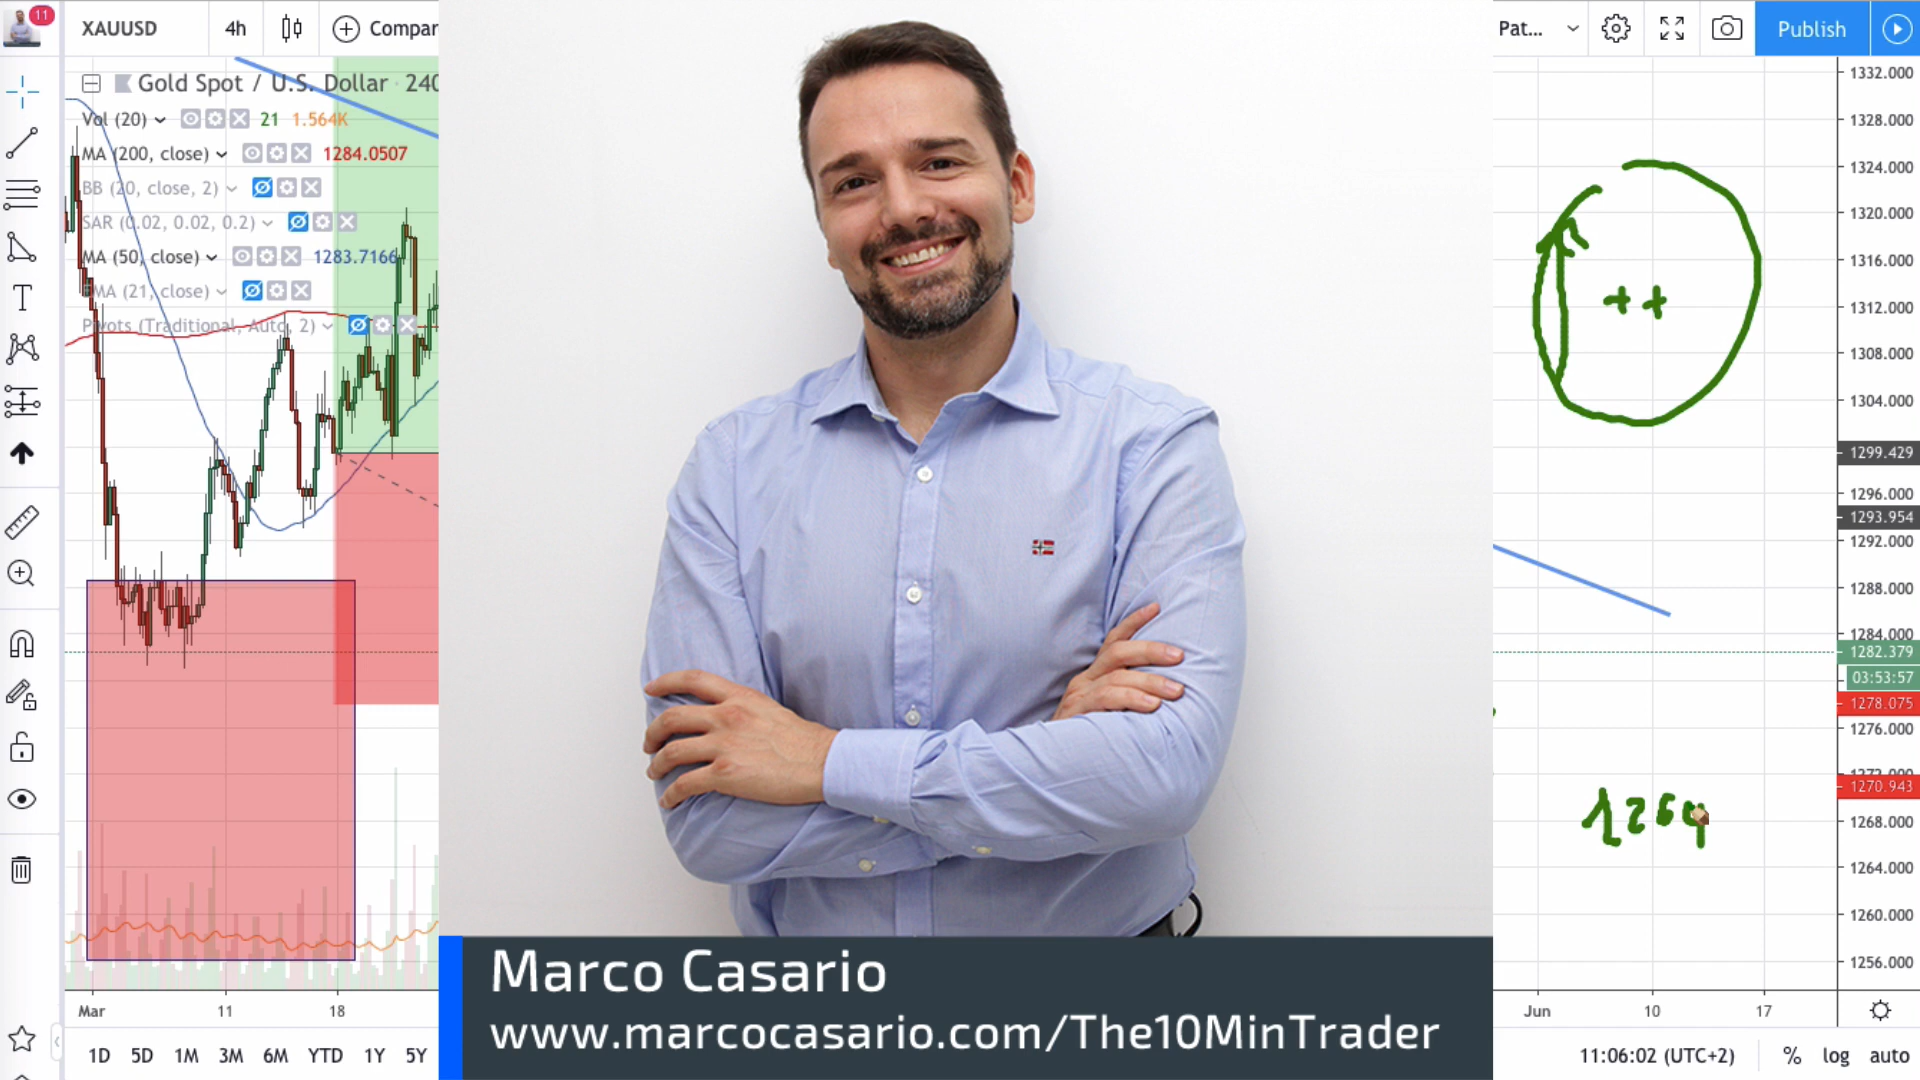 11
XAUUSD
4h
Compar
Pat...
Publish
Gold Spot / U.S. Dollar · 240
Vol (20) 21 1.564K
MA (200, close) 1284.0507
BB (20, close, 2)
SAR (0.02, 0.02, 0.2)
MA (50, close) 1283.7166
EMA (21, close)
Pivots (Traditional, Auto, 2)
1332.000
1328.000
1324.000
1320.000
1316.000
1312.000
1308.000
1304.000
1299.429
1296.000
1293.954
1292.000
1288.000
1284.000
1282.379
03:53:57
1278.075
1276.000
1272.000
1270.943
1268.000
1264.000
1260.000
1256.000
++
1264
Marco Casario
www.marcocasario.com/The10MinTrader
Mar 11 18
Jun 10 17
1D 5D 1M 3M 6M YTD 1Y 5Y
11:06:02 (UTC+2) % log auto